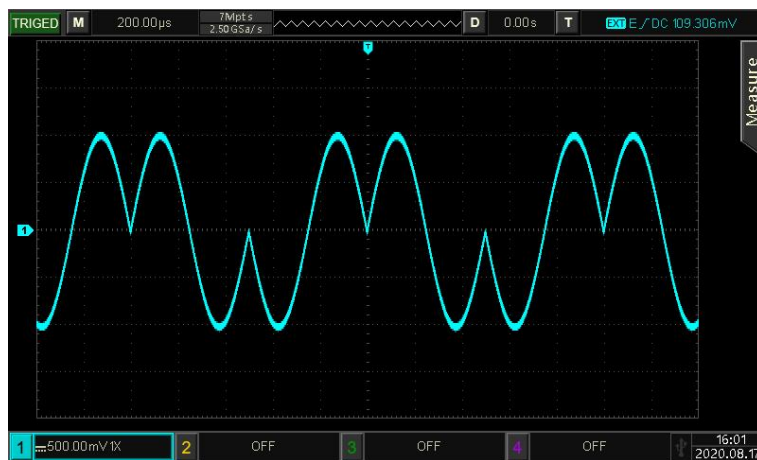 TRIGED M 200.00µs 7Mpts D 0.00s T EXT E DC 109.306mV
2.50GSa/s
T
Measure
1
1 500.00mV 1X 2 OFF 3 OFF 4 OFF 16:01
2020.08.17